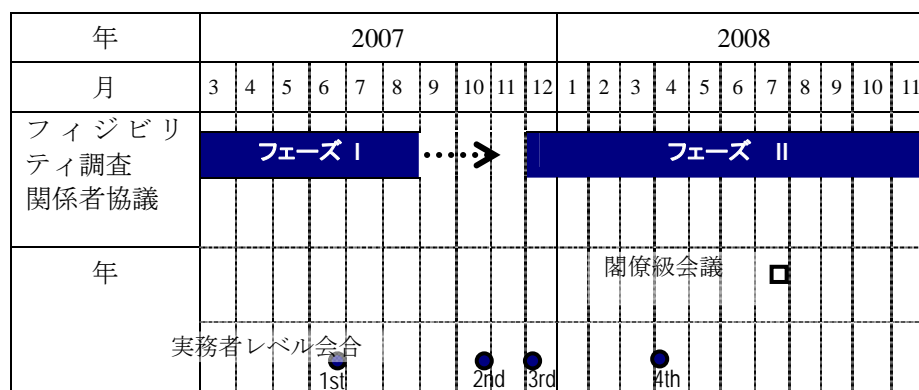 年 2007 2008
月 3 4 5 6 7 8 9 10 11 12 1 2 3 4 5 6 7 8 9 10 11
フィジビリ
ティ調査
関係者協議
フェーズ I フェーズ II
年 閣僚級会議
実務者レベル会合
1st 2nd 3rd 4th